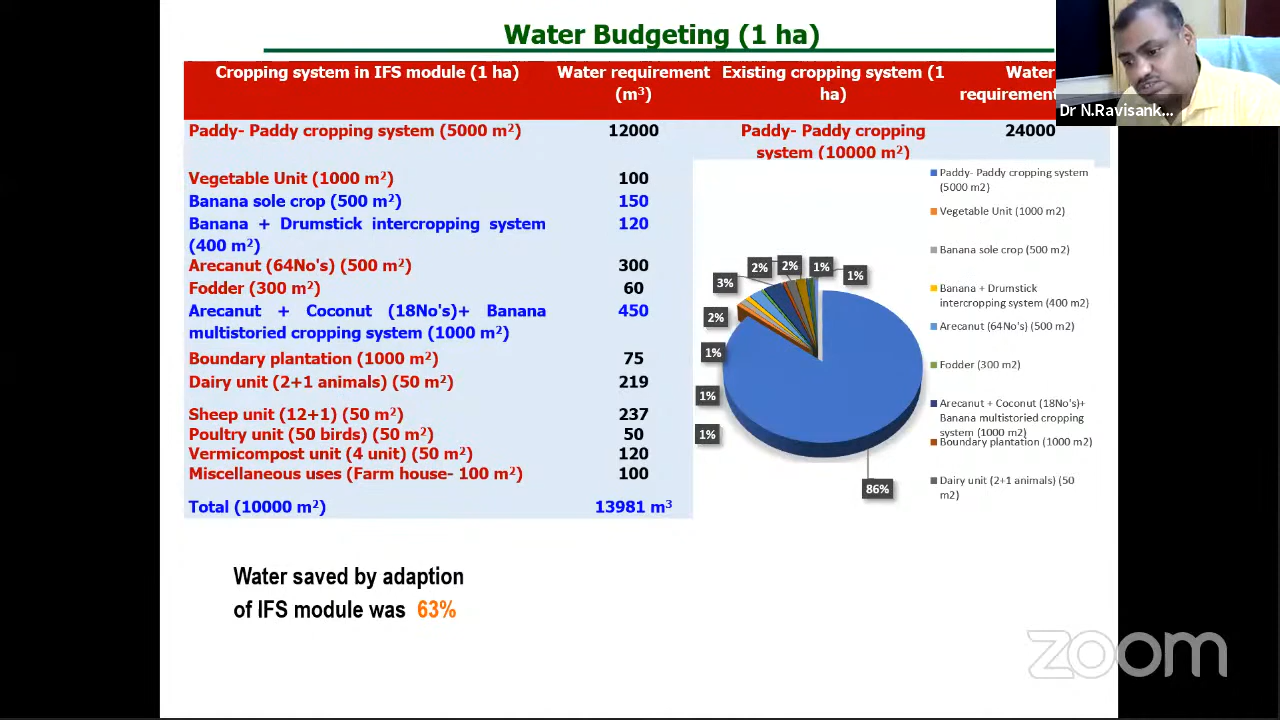 Water Budgeting (1 ha)
Cropping system in IFS module (1 ha)
Water requirement
(m³)
Existing cropping system (1
ha)
Water
requirement
Paddy- Paddy cropping system (5000 m²)
12000
Paddy- Paddy cropping
system (10000 m²)
24000
Vegetable Unit (1000 m²)
100
Banana sole crop (500 m²)
150
Banana + Drumstick intercropping system
(400 m²)
120
Arecanut (64No's) (500 m²)
300
Fodder (300 m²)
60
Arecanut + Coconut (18No's)+ Banana
multistoried cropping system (1000 m²)
450
Boundary plantation (1000 m²)
75
Dairy unit (2+1 animals) (50 m²)
219
Sheep unit (12+1) (50 m²)
237
Poultry unit (50 birds) (50 m²)
50
Vermicompost unit (4 unit) (50 m²)
120
Miscellaneous uses (Farm house- 100 m²)
100
Total (10000 m²)
13981 m³
2%
2%
1%
1%
3%
2%
1%
1%
1%
86%
Paddy- Paddy cropping system
(5000 m2)
Vegetable Unit (1000 m2)
Banana sole crop (500 m2)
Banana + Drumstick
intercropping system (400 m2)
Arecanut (64No's) (500 m2)
Fodder (300 m2)
Arecanut + Coconut (18No's)+
Banana multistoried cropping
system (1000 m2)
Boundary plantation (1000 m2)
Dairy unit (2+1 animals) (50
m2)
Water saved by adaption
of IFS module was 63%
Dr N.Ravisank...
zoom